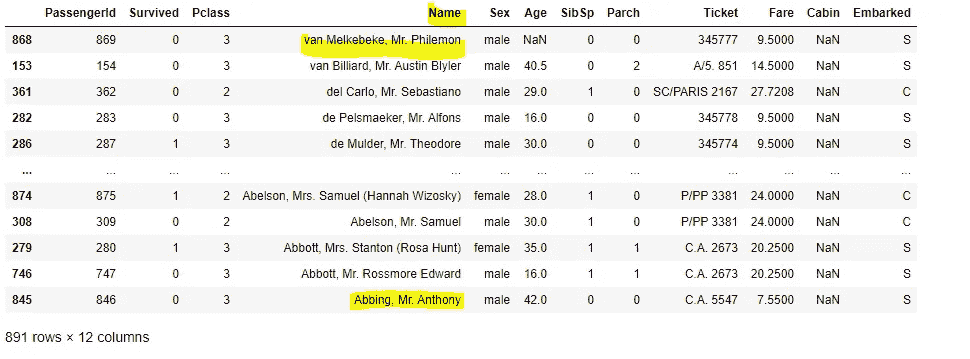 PassengerId Survived Pclass Name Sex Age SibSp Parch Ticket Fare Cabin Embarked
868 869 0 3 van Melkebeke, Mr. Philemon male NaN 0 0 345777 9.5000 NaN S
153 154 0 3 van Billiard, Mr. Austin Blyler male 40.5 0 2 A/5. 851 14.5000 NaN S
361 362 0 2 del Carlo, Mr. Sebastiano male 29.0 1 0 SC/PARIS 2167 27.7208 NaN C
282 283 0 3 de Pelsmaeker, Mr. Alfons male 16.0 0 0 345778 9.5000 NaN S
286 287 1 3 de Mulder, Mr. Theodore male 30.0 0 0 345774 9.5000 NaN S
... ... ... ... ... ... ... ... ... ... ... ... ...
874 875 1 2 Abelson, Mrs. Samuel (Hannah Wizosky) female 28.0 1 0 P/PP 3381 24.0000 NaN C
308 309 0 2 Abelson, Mr. Samuel male 30.0 1 0 P/PP 3381 24.0000 NaN C
279 280 1 3 Abbott, Mrs. Stanton (Rosa Hunt) female 35.0 1 1 C.A. 2673 20.2500 NaN S
746 747 0 3 Abbott, Mr. Rossmore Edward male 16.0 1 1 C.A. 2673 20.2500 NaN S
845 846 0 3 Abbing, Mr. Anthony male 42.0 0 0 C.A. 5547 7.5500 NaN S
891 rows × 12 columns